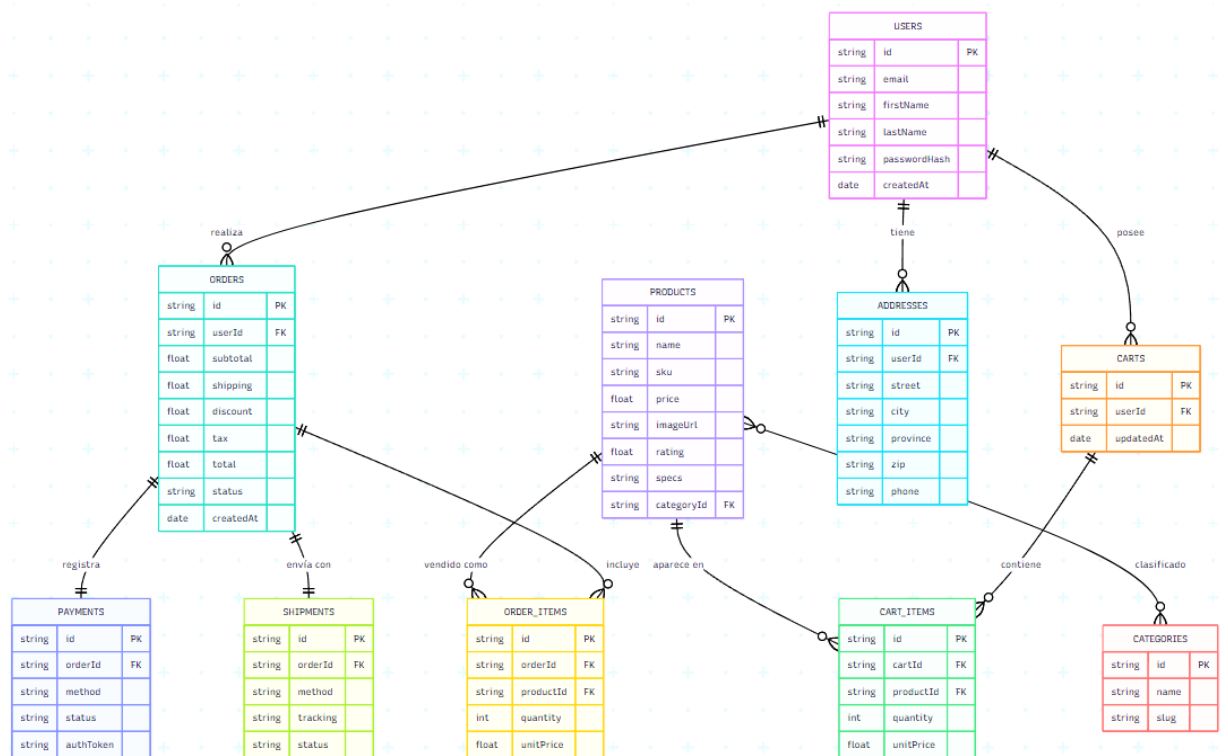 USERS
string id PK
string email
string firstName
string lastName
string passwordHash
date createdAt
realiza
tiene
posee
ORDERS
string id PK
string userId FK
float subtotal
float shipping
float discount
float tax
float total
string status
date createdAt
PRODUCTS
string id PK
string name
string sku
float price
string imageUrl
float rating
string specs
string categoryId FK
ADDRESSES
string id PK
string userId FK
string street
string city
string province
string zip
string phone
CARTS
string id PK
string userId FK
date updatedAt
registra
envía con
vendido como
incluye
aparece en
contiene
clasificado
PAYMENTS
string id PK
string orderId FK
string method
string status
string authToken
SHIPMENTS
string id PK
string orderId FK
string method
string tracking
string status
ORDER_ITEMS
string id PK
string orderId FK
string productId FK
int quantity
float unitPrice
CART_ITEMS
string id PK
string cartId FK
string productId FK
int quantity
float unitPrice
CATEGORIES
string id PK
string name
string slug